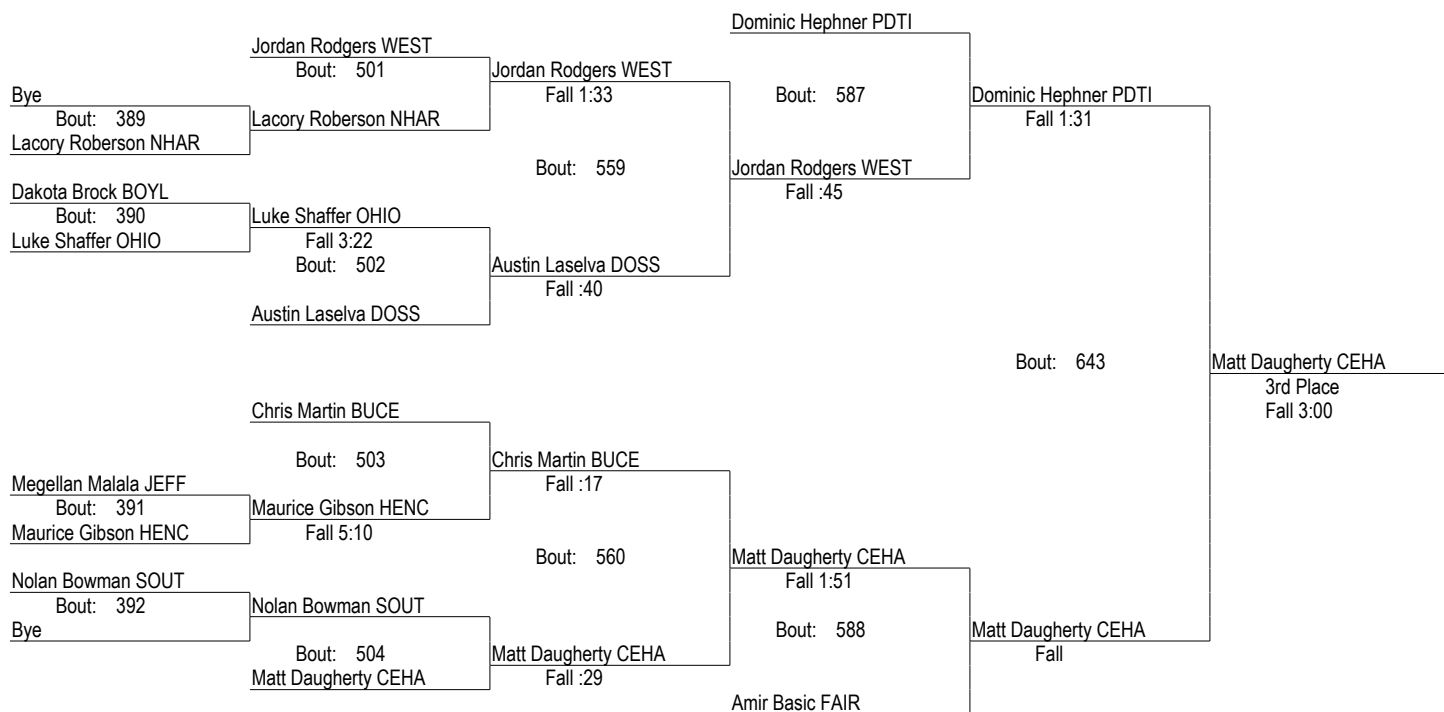 Dominic Hephner PDTI
Jordan Rodgers WEST
Bout: 501
Jordan Rodgers WEST
Fall 1:33
Bye
Bout: 587
Dominic Hephner PDTI
Bout: 389
Lacory Roberson NHAR
Fall 1:31
Lacory Roberson NHAR
Bout: 559
Jordan Rodgers WEST
Dakota Brock BOYL
Fall :45
Bout: 390
Luke Shaffer OHIO
Luke Shaffer OHIO
Fall 3:22
Bout: 502
Austin Laselva DOSS
Fall :40
Austin Laselva DOSS
Bout: 643
Matt Daugherty CEHA
3rd Place
Chris Martin BUCE
Fall 3:00
Bout: 503
Chris Martin BUCE
Megellan Malala JEFF
Fall :17
Bout: 391
Maurice Gibson HENC
Maurice Gibson HENC
Fall 5:10
Bout: 560
Matt Daugherty CEHA
Nolan Bowman SOUT
Fall 1:51
Bout: 392
Nolan Bowman SOUT
Bye
Bout: 588
Matt Daugherty CEHA
Bout: 504
Matt Daugherty CEHA
Fall
Matt Daugherty CEHA
Fall :29
Amir Basic FAIR